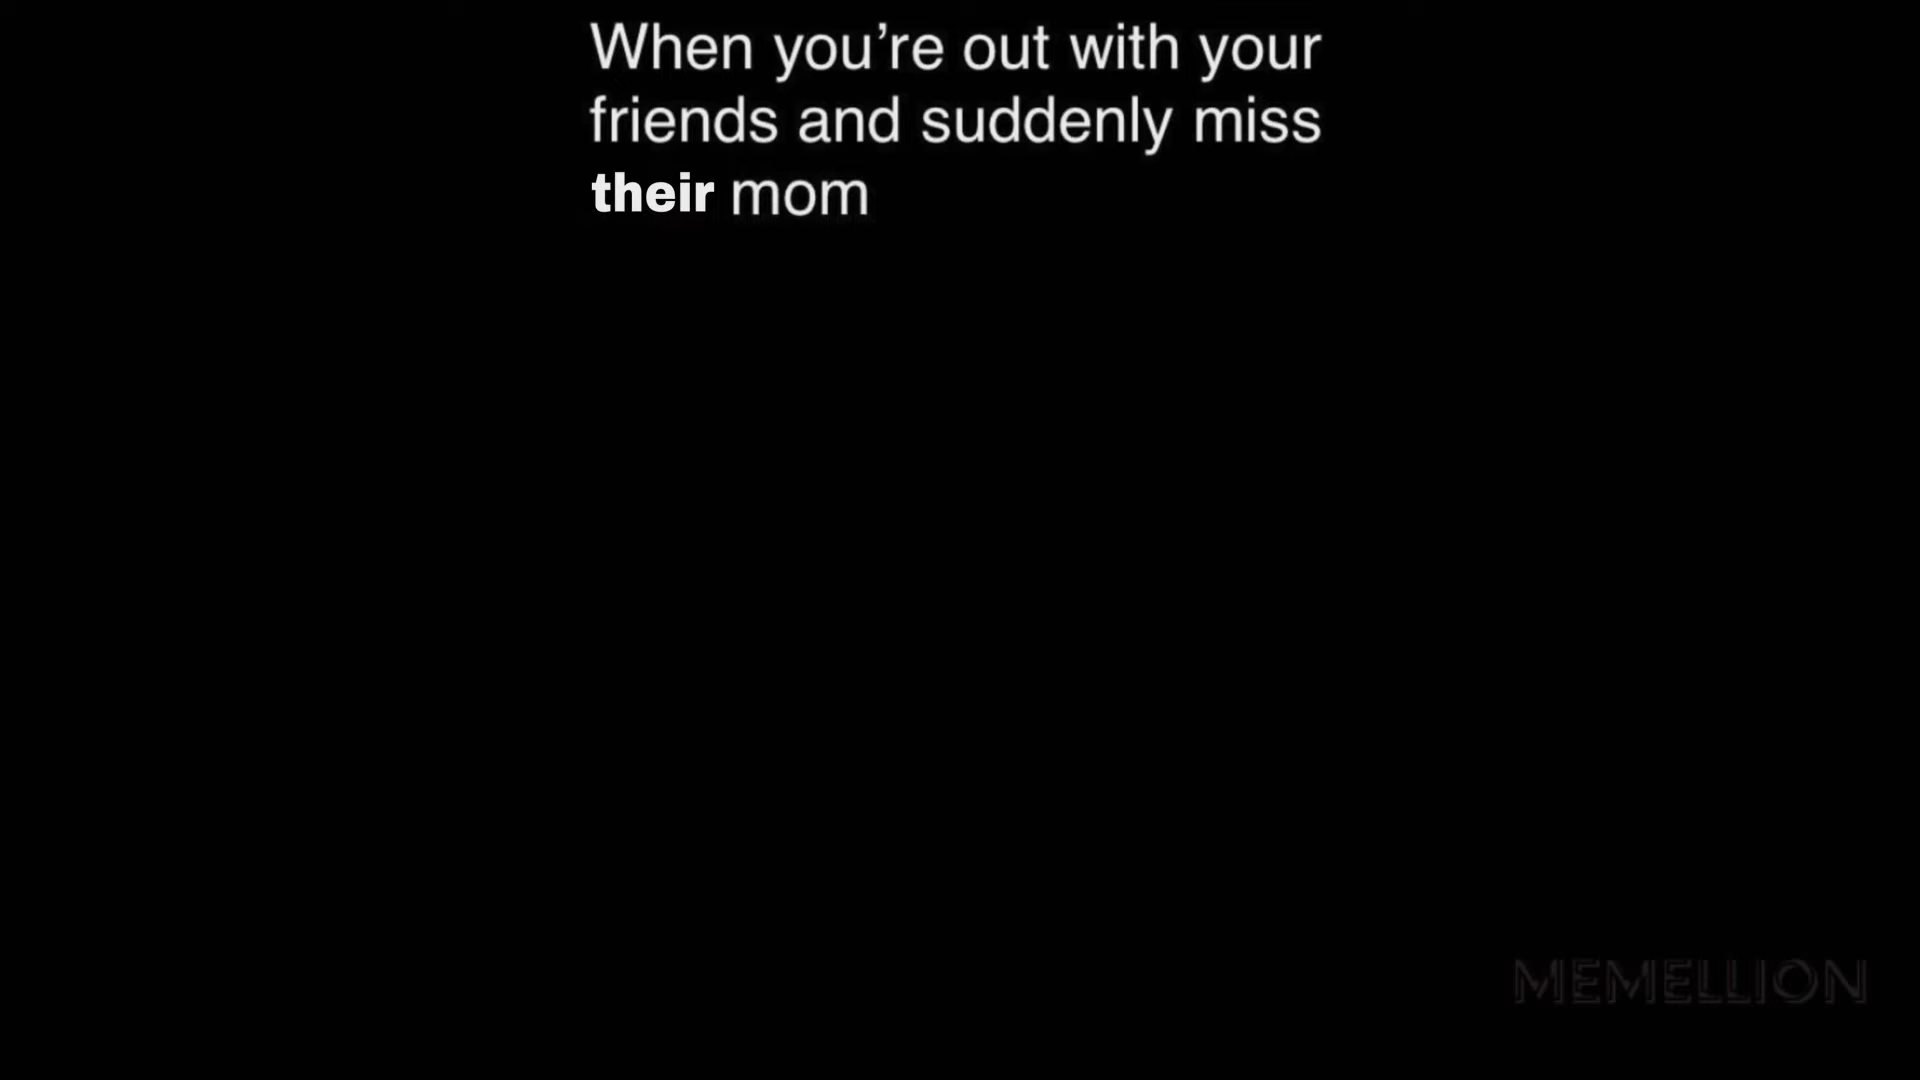 When you’re out with your
friends and suddenly miss
their mom
MEMELLION